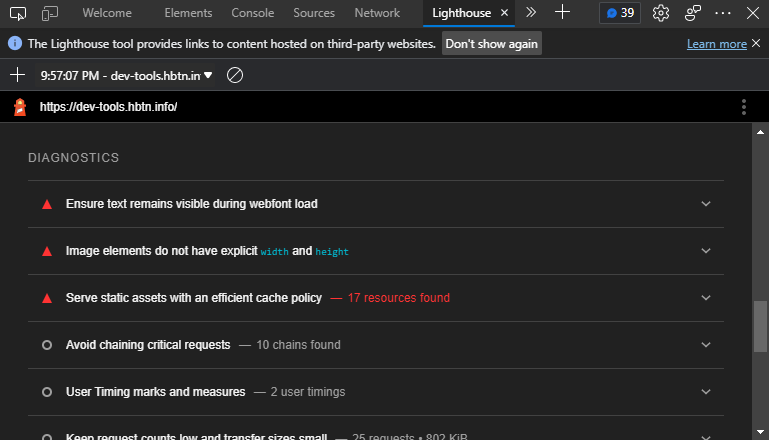 Welcome Elements Console Sources Network Lighthouse × » + 39 ··· ×
The Lighthouse tool provides links to content hosted on third-party websites. Don't show again Learn more ×
+ 9:57:07 PM - dev-tools.hbtn.in ▼
https://dev-tools.hbtn.info/
DIAGNOSTICS
Ensure text remains visible during webfont load
Image elements do not have explicit width and height
Serve static assets with an efficient cache policy — 17 resources found
Avoid chaining critical requests — 10 chains found
User Timing marks and measures — 2 user timings
Keep request counts low and transfer sizes small — 25 requests • 802 KiB